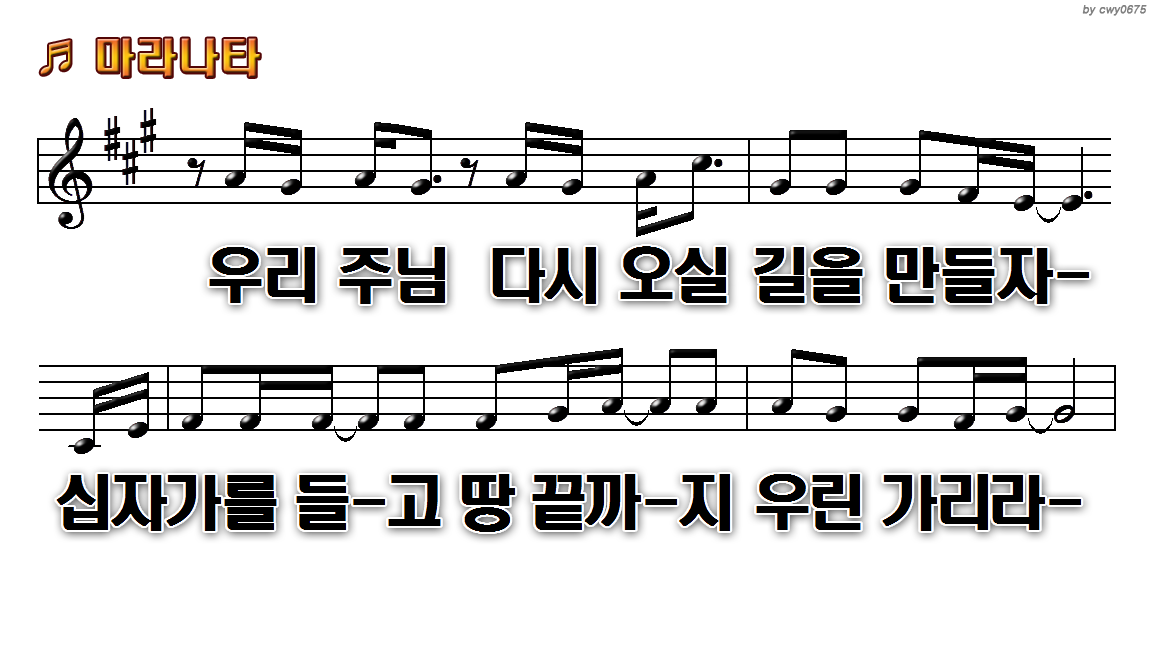 by cwy0675
♬ 마라나타
우리 주님 다시 오실 길을 만들자-
십자가를 들-고 땅 끝까-지 우린 가리라-